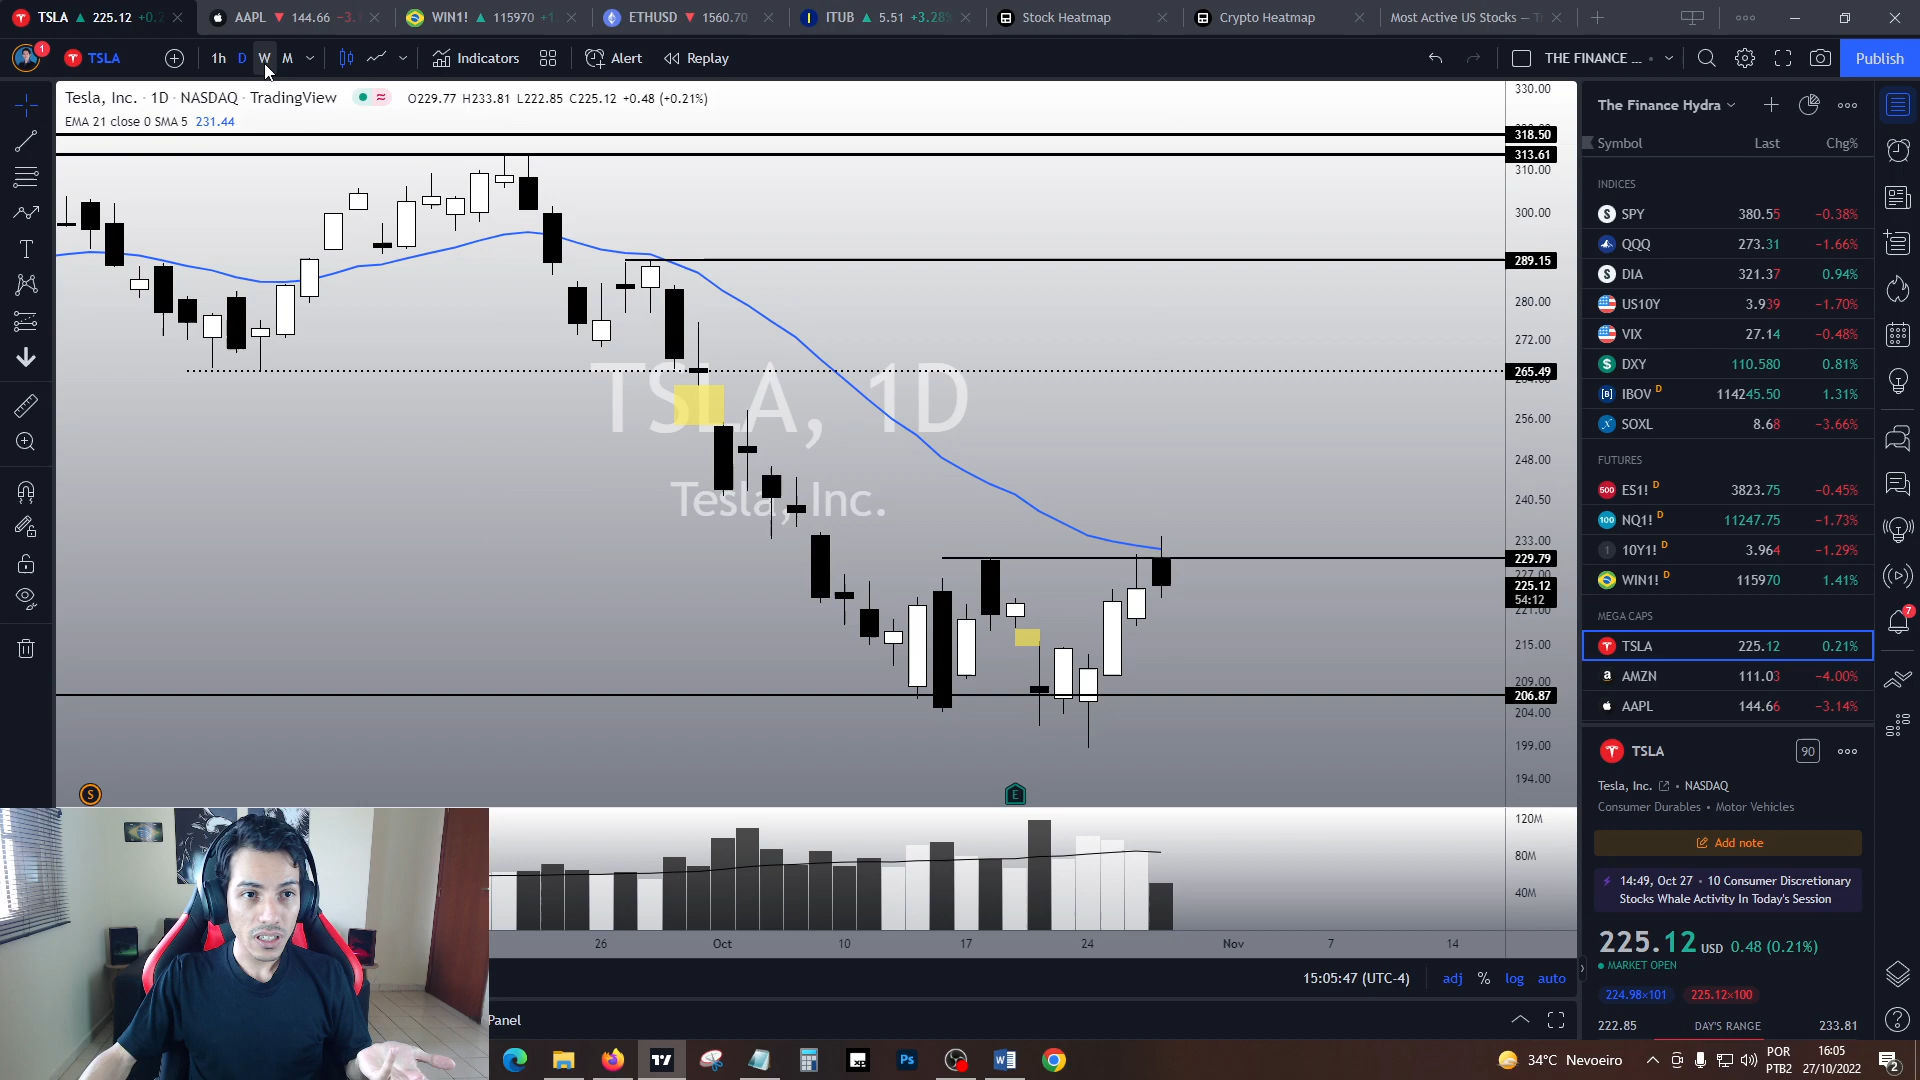 TSLA ▲ 225.12 +0.2
AAPL ▼ 144.66 −3.
WIN1! ▲ 115970 +1
ETHUSD ▼ 1560.70
ITUB ▲ 5.51 +3.28
Stock Heatmap
Crypto Heatmap
Most Active US Stocks — T
1
TSLA
1h D W M
Indicators
Alert
Replay
THE FINANCE ...
Publish
Tesla, Inc. · 1D · NASDAQ · TradingView
O229.77 H233.81 L222.85 C225.12 +0.48 (+0.21%)
EMA 21 close 0 SMA 5 231.44
TSLA, 1D
Tesla, Inc.
330.00
318.50
313.61
310.00
300.00
289.15
280.00
272.00
265.49
256.00
248.00
240.50
233.00
229.79
227.00
225.12
54:12
221.00
215.00
209.00
206.87
204.00
199.00
194.00
S
E
120M
80M
40M
26 Oct 10 17 24 Nov 7 14
15:05:47 (UTC-4)
adj % log auto
Panel
The Finance Hydra
Symbol Last Chg%
INDICES
SPY 380.55 −0.38%
QQQ 273.31 −1.66%
DIA 321.37 0.94%
US10Y 3.939 −1.70%
VIX 27.14 −0.48%
DXY 110.580 0.81%
IBOV D 114245.50 1.31%
SOXL 8.68 −3.66%
FUTURES
ES1! D 3823.75 −0.45%
NQ1! D 11247.75 −1.73%
10Y1! D 3.964 −1.29%
WIN1! D 115970 1.41%
MEGA CAPS
TSLA 225.12 0.21%
AMZN 111.03 −4.00%
AAPL 144.66 −3.14%
TSLA
90
Tesla, Inc. • NASDAQ
Consumer Durables • Motor Vehicles
Add note
14:49, Oct 27 • 10 Consumer Discretionary
Stocks Whale Activity In Today's Session
225.12 USD 0.48 (0.21%)
MARKET OPEN
224.98×101 225.12×100
222.85 DAY'S RANGE 233.81
7
34°C Nevoeiro
POR
PTB2
16:05
27/10/2022
2